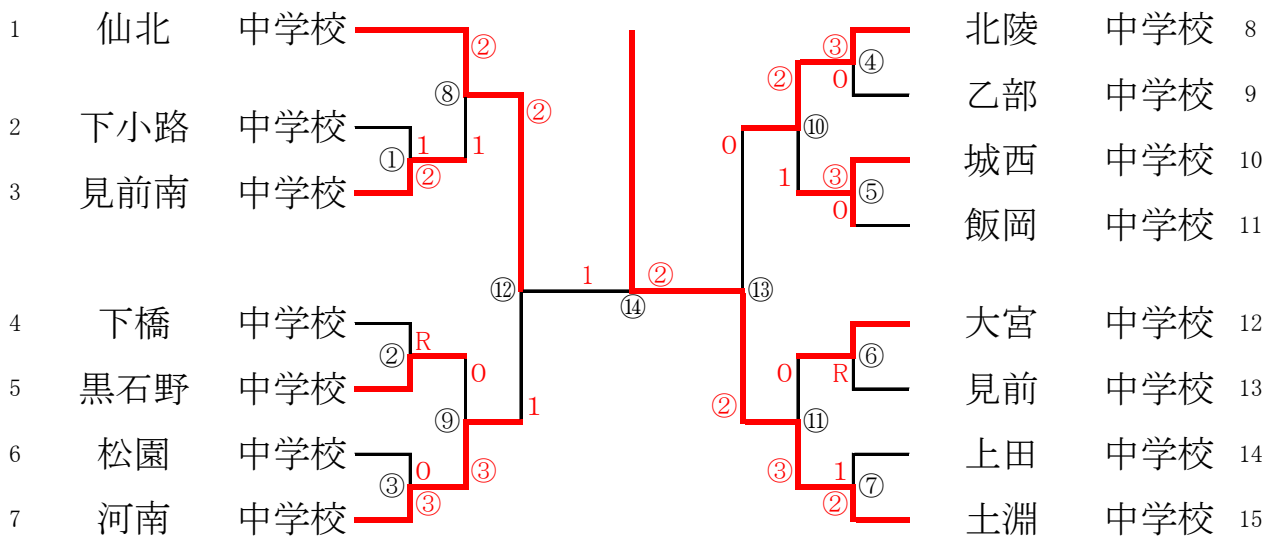 1 仙北 中学校 ② ③ 北陵 中学校 8
② ④
⑧ ② 0 乙部 中学校 9
2 下小路 中学校 ⑩
1 1 0
① ③ 城西 中学校 10
② 1 ⑤
3 見前南 中学校 0
飯岡 中学校 11
1 ②
⑫ ⑭ ⑬
4 下橋 中学校 大宮 中学校 12
R ⑥
② 0 0 R
5 黒石野 中学校 見前 中学校 13
1 ②
⑨ ⑪
6 松園 中学校 上田 中学校 14
0 ③ ③ 1
③ ⑦
③ ②
7 河南 中学校 土淵 中学校 15